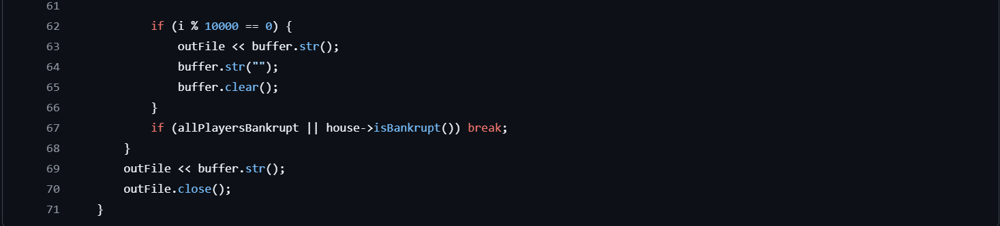 61
62 if (i % 10000 == 0) {
63 outFile << buffer.str();
64 buffer.str("");
65 buffer.clear();
66 }
67 if (allPlayersBankrupt || house->isBankrupt()) break;
68 }
69 outFile << buffer.str();
70 outFile.close();
71 }